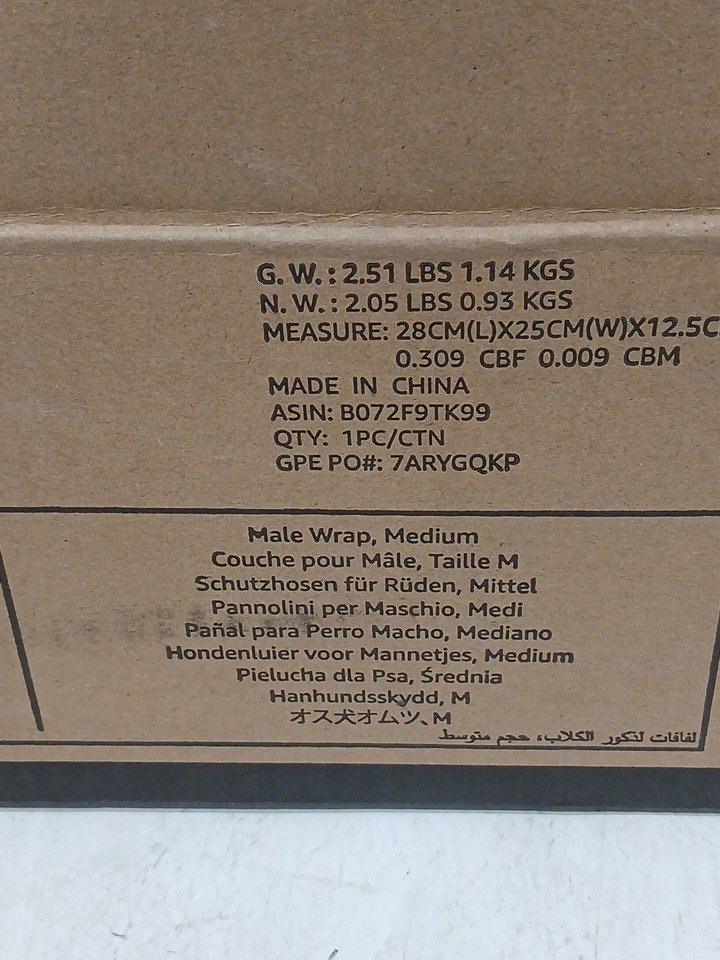 G. W. : 2.51 LBS 1.14 KGS
N. W. : 2.05 LBS 0.93 KGS
MEASURE: 28CM(L)X25CM(W)X12.5C
0.309 CBF 0.009 CBM
MADE IN CHINA
ASIN: B072F9TK99
QTY: 1PC/CTN
GPE PO#: 7ARYGQKP
Male Wrap, Medium
Couche pour Mâle, Taille M
Schutzhosen für Rüden, Mittel
Pannolini per Maschio, Medi
Pañal para Perro Macho, Mediano
Hondenluier voor Mannetjes, Medium
Pielucha dla Psa, Średnia
Hanhundsskydd, M
オス犬オムツ、M
لفافات لذكور الكلاب، حجم متوسط